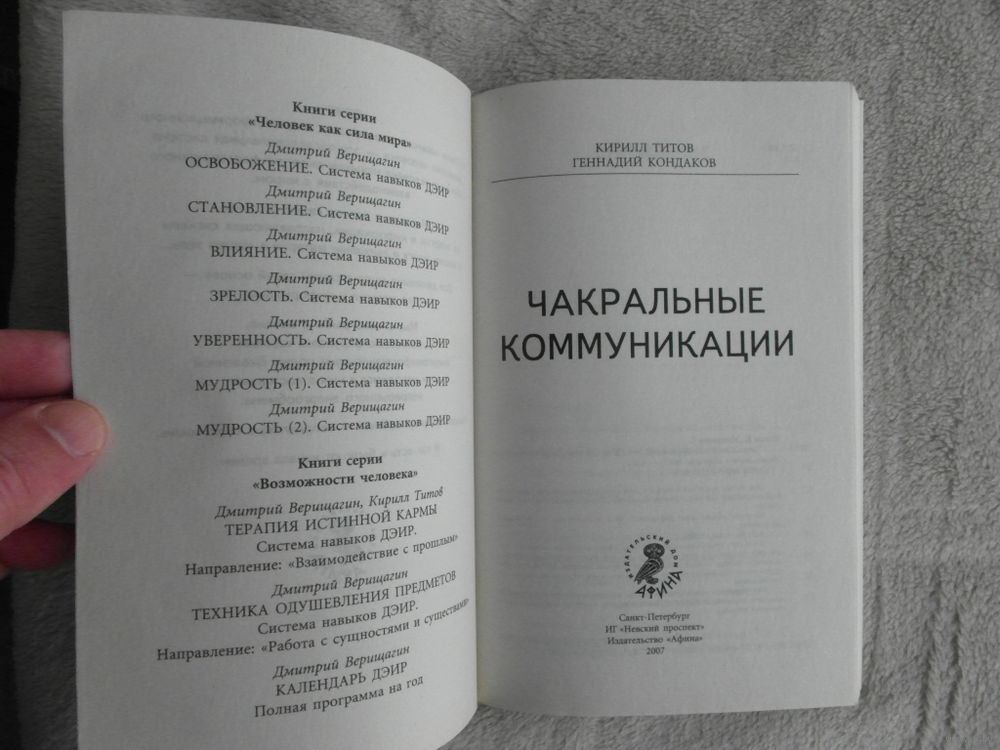 Книги серии
«Человек как сила мира»
Дмитрий Верищагин
ОСВОБОЖЕНИЕ. Система навыков ДЭИР
Дмитрий Верищагин
СТАНОВЛЕНИЕ. Система навыков ДЭИР
Дмитрий Верищагин
ВЛИЯНИЕ. Система навыков ДЭИР
Дмитрий Верищагин
ЗРЕЛОСТЬ. Система навыков ДЭИР
Дмитрий Верищагин
УВЕРЕННОСТЬ. Система навыков ДЭИР
Дмитрий Верищагин
МУДРОСТЬ (1). Система навыков ДЭИР
Дмитрий Верищагин
МУДРОСТЬ (2). Система навыков ДЭИР
Книги серии
«Возможности человека»
Дмитрий Верищагин, Кирилл Титов
ТЕРАПИЯ ИСТИННОЙ КАРМЫ
Система навыков ДЭИР.
Направление: «Взаимодействие с прошлым»
Дмитрий Верищагин
ТЕХНИКА ОДУШЕВЛЕНИЯ ПРЕДМЕТОВ
Система навыков ДЭИР.
Направление: «Работа с сущностями и существами»
Дмитрий Верищагин
КАЛЕНДАРЬ ДЭИР
Полная программа на год
КИРИЛЛ ТИТОВ
ГЕННАДИЙ КОНДАКОВ
ЧАКРАЛЬНЫЕ
КОММУНИКАЦИИ
ИЗДАТЕЛЬСКИЙ ДОМ
АФИНА
Санкт-Петербург
ИГ «Невский проспект»
Издательство «Афина»
2007